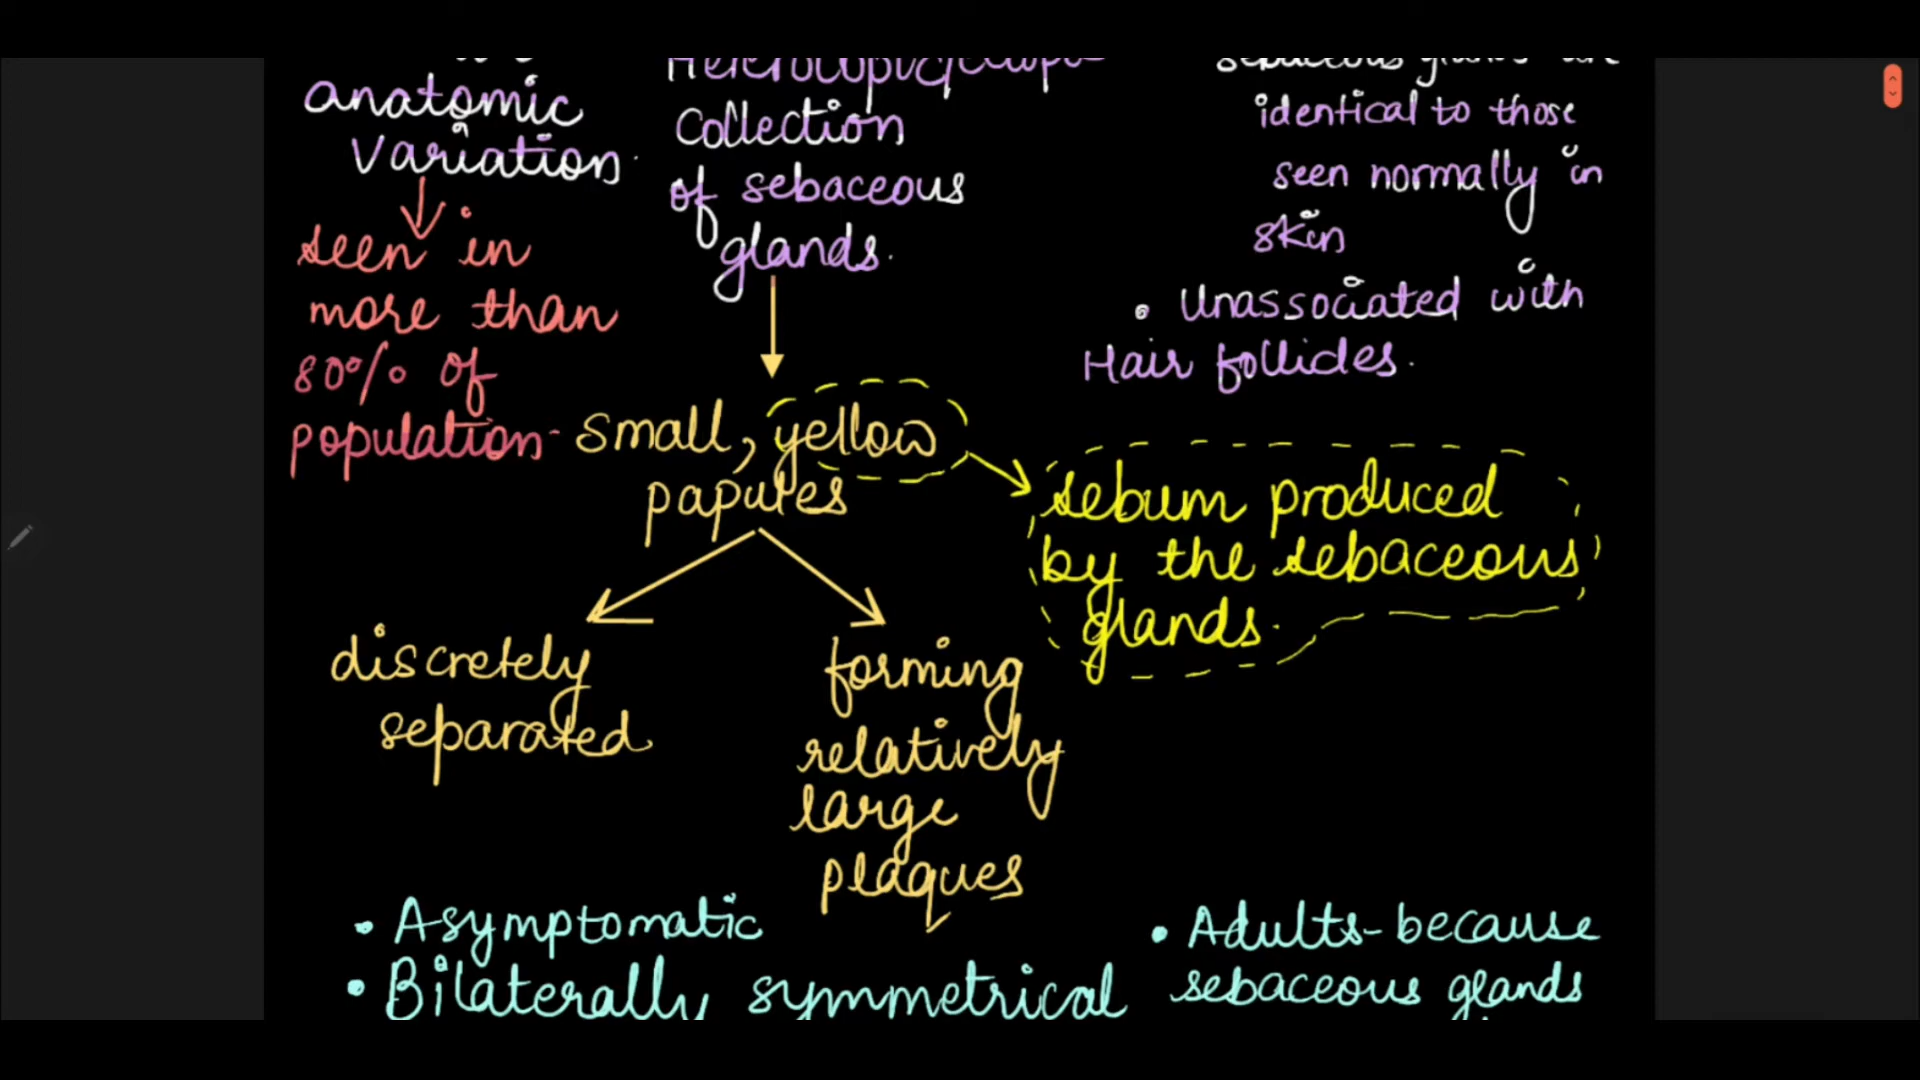 anatomic
variation.
seen in
more than
80% of
population
Collection
of sebaceous
glands.
identical to those
seen normally in
skin
• Unassociated with
Hair follicles.
small, yellow
papules
sebum produced
by the sebaceous
glands.
discretely
separated
forming
relatively
large
plaques
• Asymptomatic
• Bilaterally symmetrical
• Adults - because
sebaceous glands